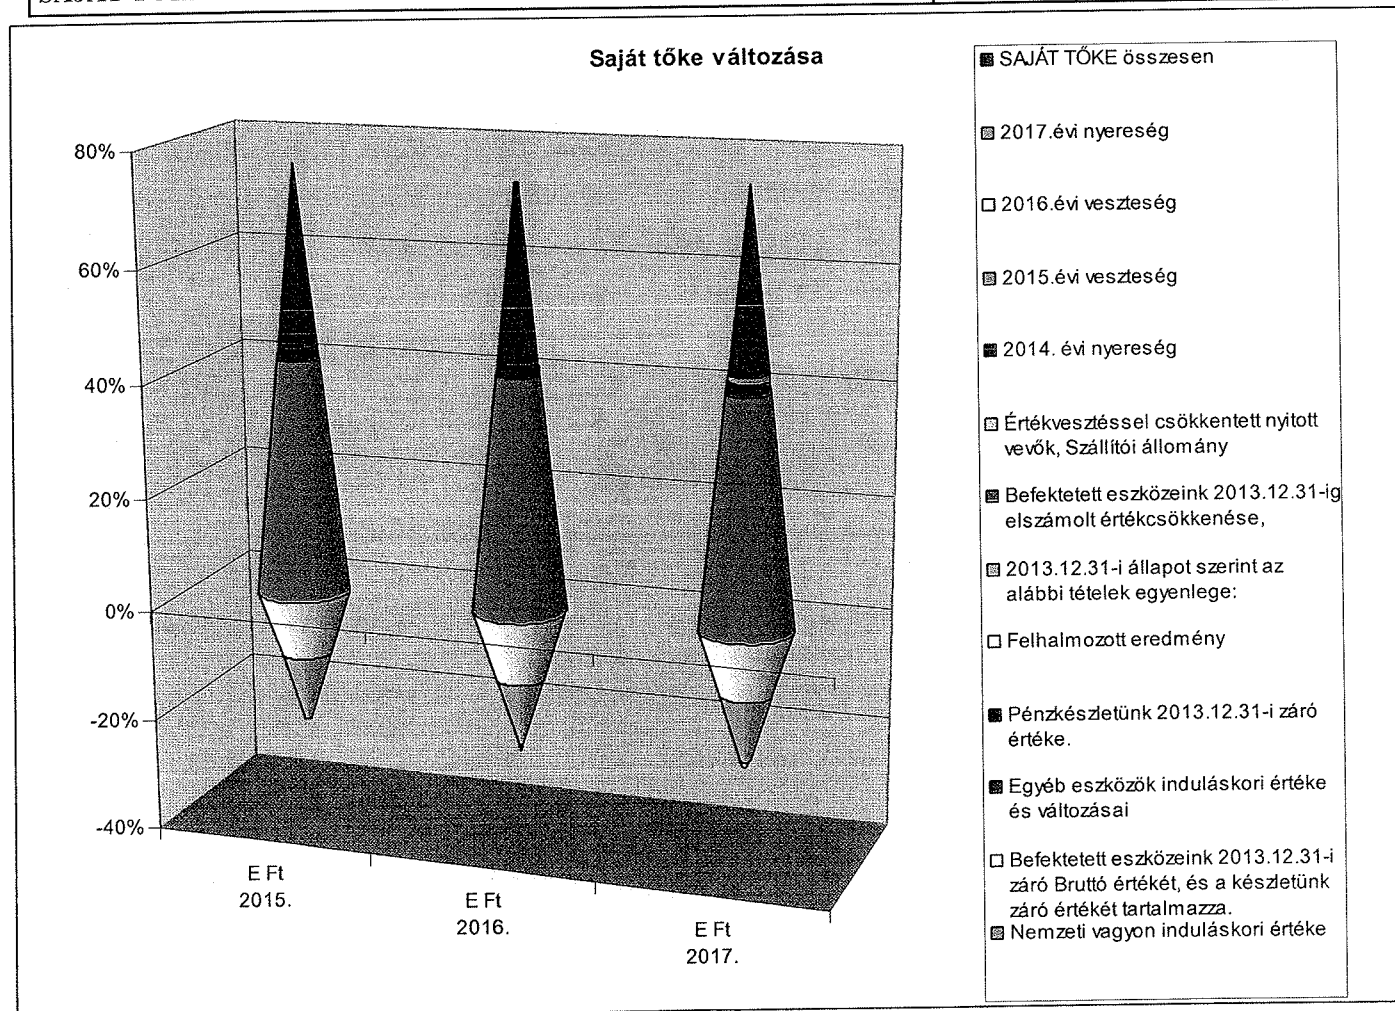 Saját tőke változása
80%
60%
40%
20%
0%
-20%
-40%
E Ft
2015.
E Ft
2016.
E Ft
2017.
SAJÁT TŐKE összesen
2017.évi nyereség
2016.évi veszteség
2015.évi veszteség
2014. évi nyereség
Értékvesztéssel csökkentett nyitott
vevők, Szállítói állomány
Befektetett eszközeink 2013.12.31-ig
elszámolt értékcsökkenése,
2013.12.31-i állapot szerint az
alábbi tételek egyenlege:
Felhalmozott eredmény
Pénzkészletünk 2013.12.31-i záró
értéke.
Egyéb eszközök induláskori értéke
és változásai
Befektetett eszközeink 2013.12.31-i
záró Bruttó értékét, és a készletünk
záró értékét tartalmazza.
Nemzeti vagyon induláskori értéke